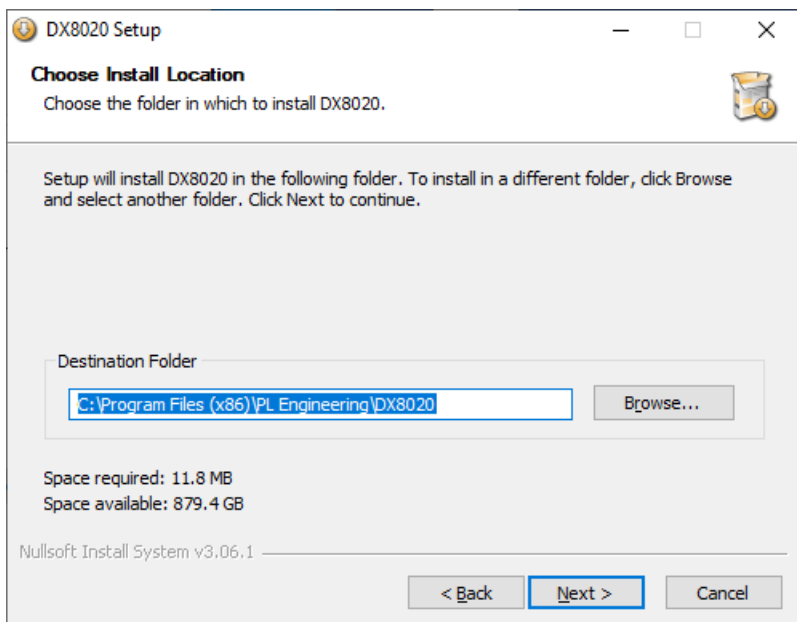 DX8020 Setup
Choose Install Location
Choose the folder in which to install DX8020.
Setup will install DX8020 in the following folder. To install in a different folder, click Browse
and select another folder. Click Next to continue.
Destination Folder
C:\Program Files (x86)\PL Engineering\DX8020
Browse...
Space required: 11.8 MB
Space available: 879.4 GB
Nullsoft Install System v3.06.1
< Back
Next >
Cancel